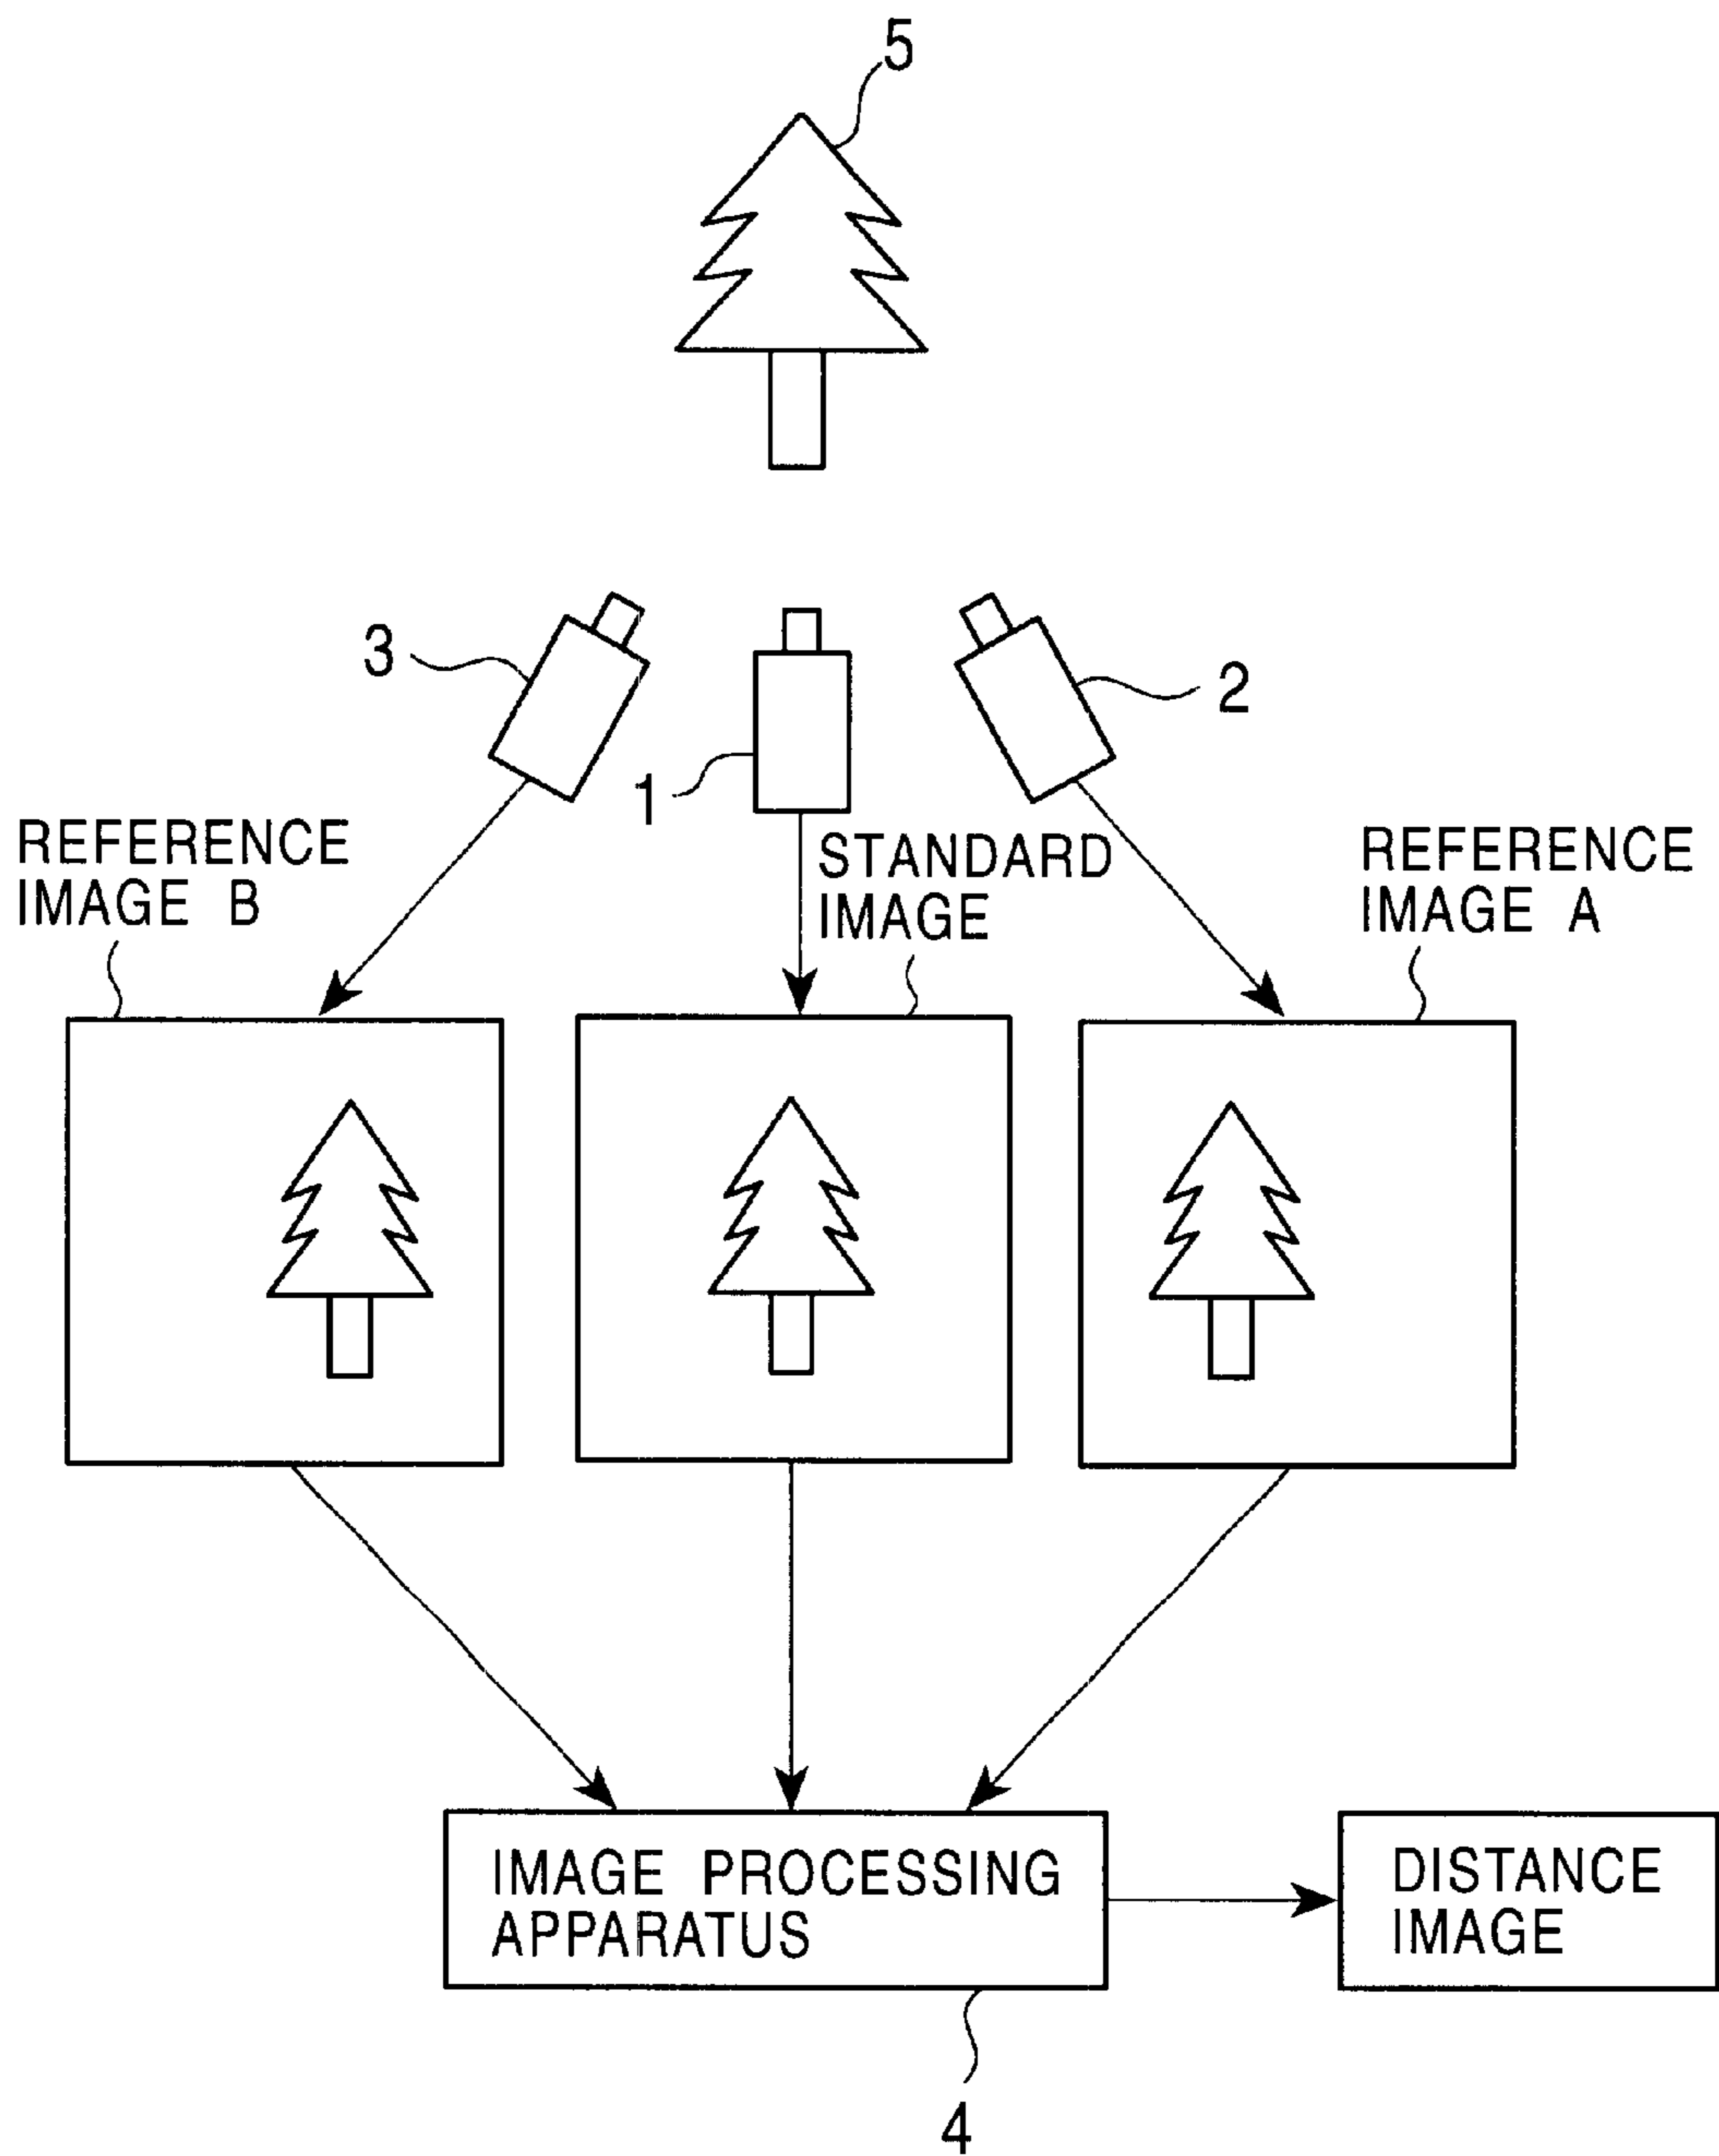 5
3
2
1
REFERENCE
IMAGE B
STANDARD
IMAGE
REFERENCE
IMAGE A
IMAGE PROCESSING
APPARATUS
DISTANCE
IMAGE
4